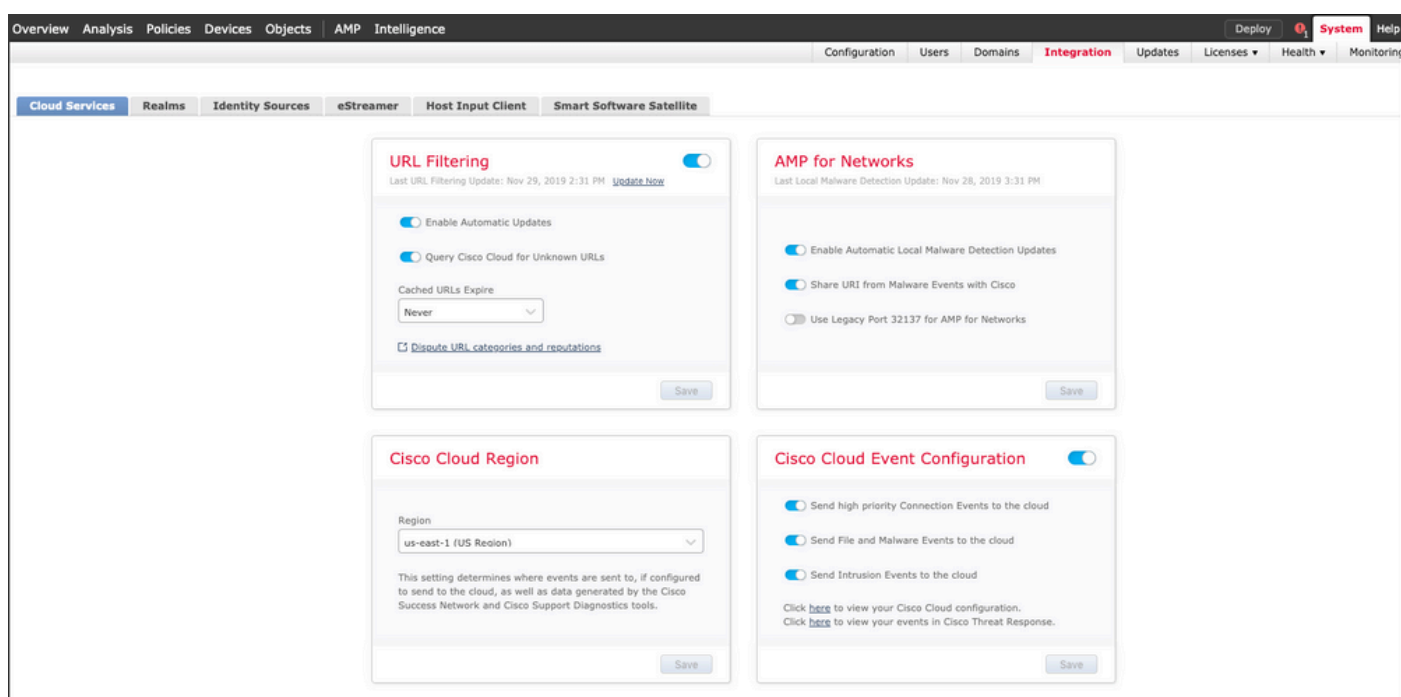 Overview Analysis Policies Devices Objects AMP Intelligence Deploy 1 System Help
Configuration Users Domains Integration Updates Licenses ▾ Health ▾ Monitoring
Cloud Services Realms Identity Sources eStreamer Host Input Client Smart Software Satellite
URL Filtering
Last URL Filtering Update: Nov 29, 2019 2:31 PM Update Now
Enable Automatic Updates
Query Cisco Cloud for Unknown URLs
Cached URLs Expire
Never
Dispute URL categories and reputations
Save
AMP for Networks
Last Local Malware Detection Update: Nov 28, 2019 3:31 PM
Enable Automatic Local Malware Detection Updates
Share URI from Malware Events with Cisco
Use Legacy Port 32137 for AMP for Networks
Save
Cisco Cloud Region
Region
us-east-1 (US Region)
This setting determines where events are sent to, if configured
to send to the cloud, as well as data generated by the Cisco
Success Network and Cisco Support Diagnostics tools.
Save
Cisco Cloud Event Configuration
Send high priority Connection Events to the cloud
Send File and Malware Events to the cloud
Send Intrusion Events to the cloud
Click here to view your Cisco Cloud configuration.
Click here to view your events in Cisco Threat Response.
Save